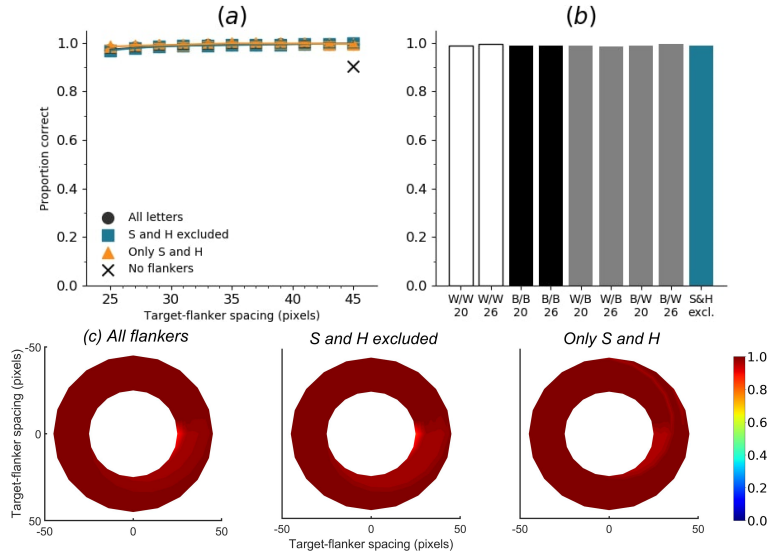 (a)
Proportion correct
1.0
0.8
0.6
0.4
0.2
0.0
All letters
S and H excluded
Only S and H
No flankers
25 30 35 40 45
Target-flanker spacing (pixels)
(b)
1.0
0.8
0.6
0.4
0.2
0.0
W/W W/W B/B B/B W/B W/B B/W B/W S&H
20 26 20 26 20 26 20 26 excl.
(c) All flankers
S and H excluded
Only S and H
Target-flanker spacing (pixels)
-50
0
50
-50 0 50
-50 0 50
-50 0 50
Target-flanker spacing (pixels)
1.0
0.8
0.6
0.4
0.2
0.0